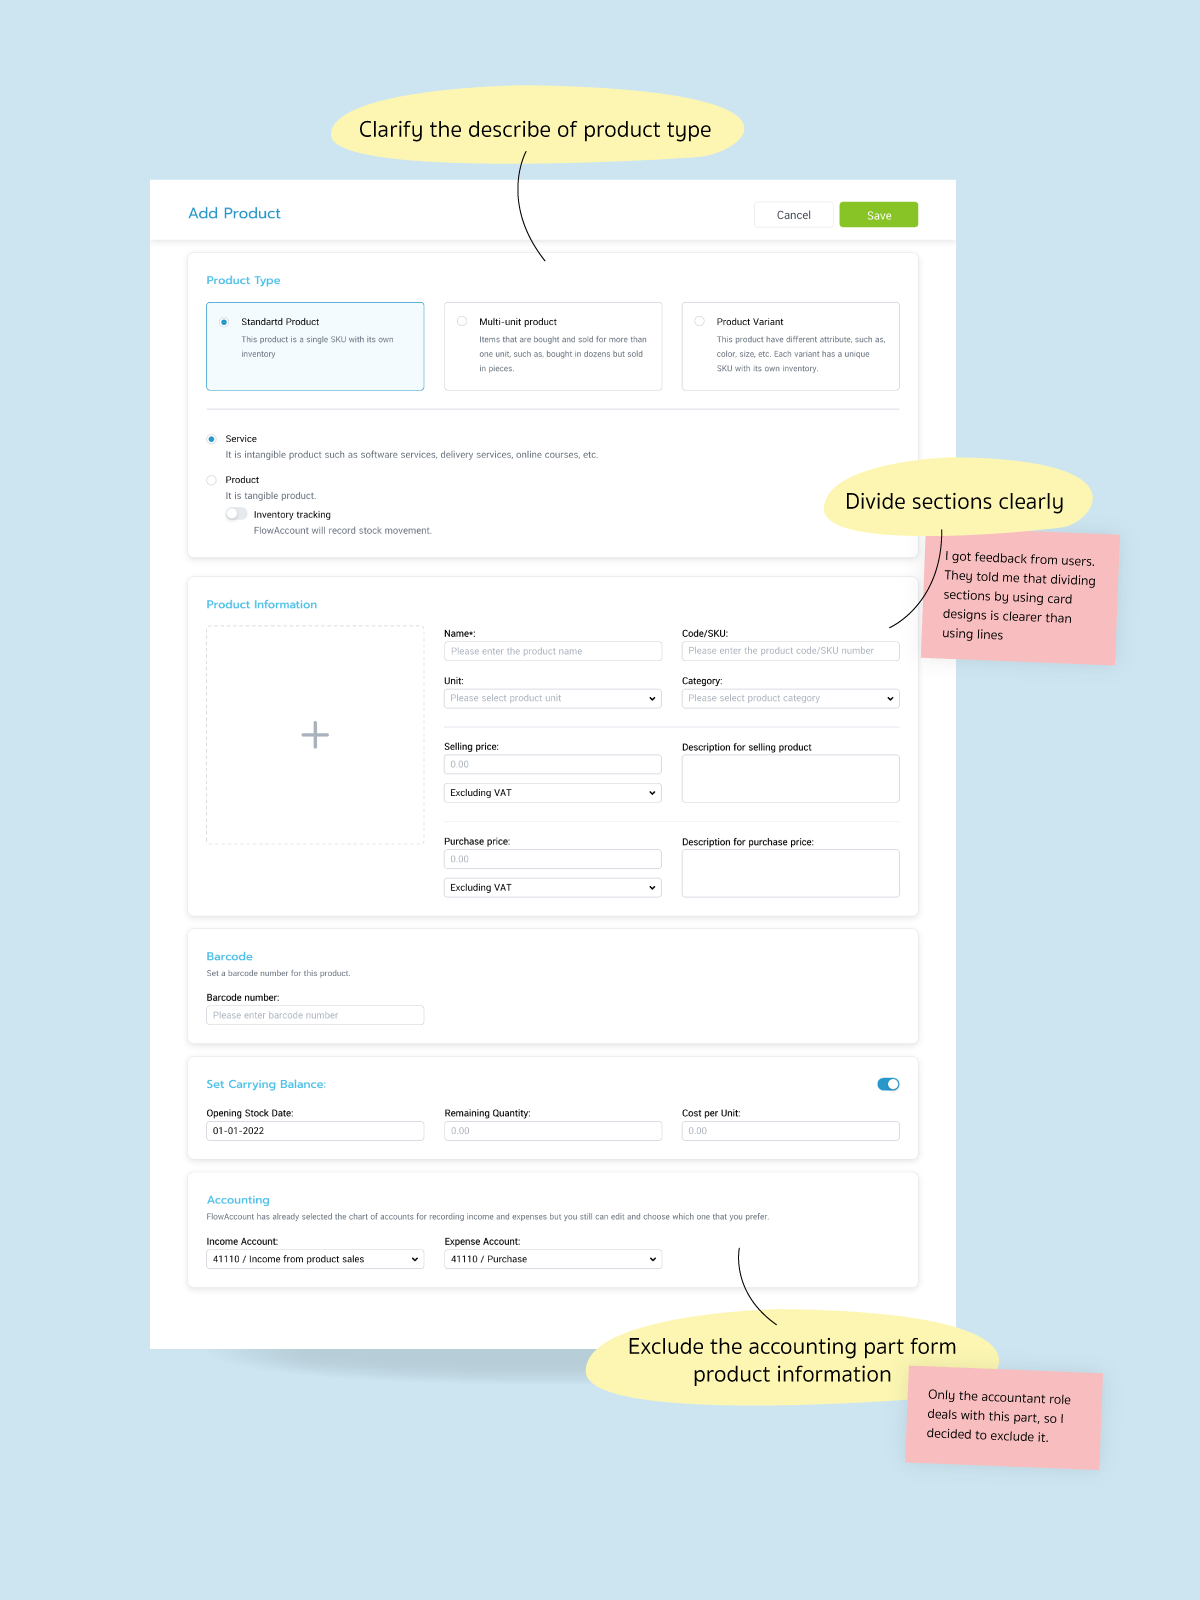 Clarify the describe of product type
Add Product
Cancel
Save
Product Type
Standartd Product
This product is a single SKU with its own
inventory
Multi-unit product
Items that are bought and sold for more than
one unit, such as, bought in dozens but sold
in pieces.
Product Variant
This product have different attribute, such as,
color, size, etc. Each variant has a unique
SKU with its own inventory.
Service
It is intangible product such as software services, delivery services, online courses, etc.
Product
It is tangible product.
Inventory tracking
FlowAccount will record stock movement.
Divide sections clearly
I got feedback from users.
They told me that dividing
sections by using card
designs is clearer than
using lines
Product Information
Name*:
Please enter the product name
Code/SKU:
Please enter the product code/SKU number
Unit:
Please select product unit
Category:
Please select product category
Selling price:
0.00
Excluding VAT
Description for selling product
Purchase price:
0.00
Excluding VAT
Description for purchase price:
Barcode
Set a barcode number for this product.
Barcode number:
Please enter barcode number
Set Carrying Balance:
Opening Stock Date:
01-01-2022
Remaining Quantity:
0.00
Cost per Unit:
0.00
Accounting
FlowAccount has already selected the chart of accounts for recording income and expenses but you still can edit and choose which one that you prefer.
Income Account:
41110 / Income from product sales
Expense Account:
41110 / Purchase
Exclude the accounting part form
product information
Only the accountant role
deals with this part, so I
decided to exclude it.